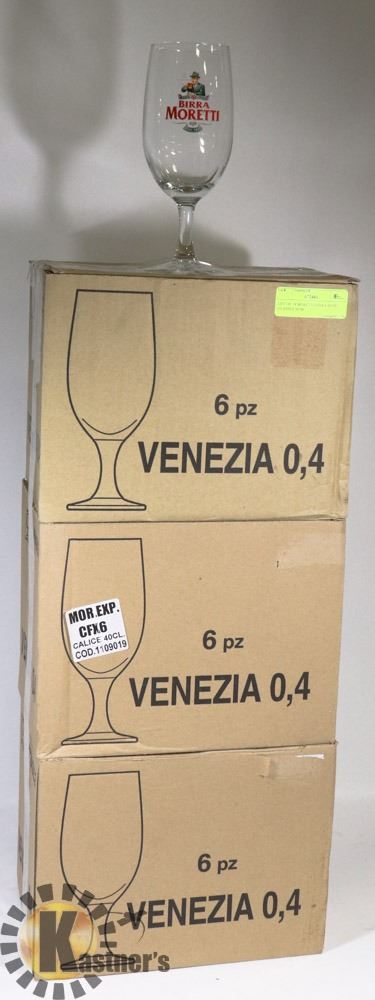 BIRRA
MORETTI
6 pz
VENEZIA 0,4
MOR.EXP.
CFX6
CALICE 40CL.
COD.1109019
6 pz
VENEZIA 0,4
6 pz
VENEZIA 0,4
Kastner's